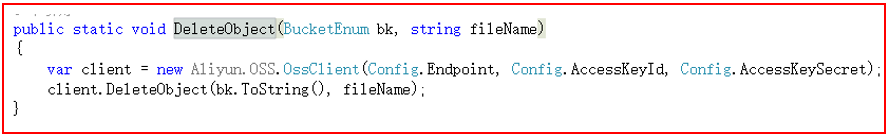 public static void DeleteObject(BucketEnum bk, string fileName)
{
var client = new Aliyun.OSS.OssClient(Config.Endpoint, Config.AccessKeyId, Config.AccessKeySecret);
client.DeleteObject(bk.ToString(), fileName);
}